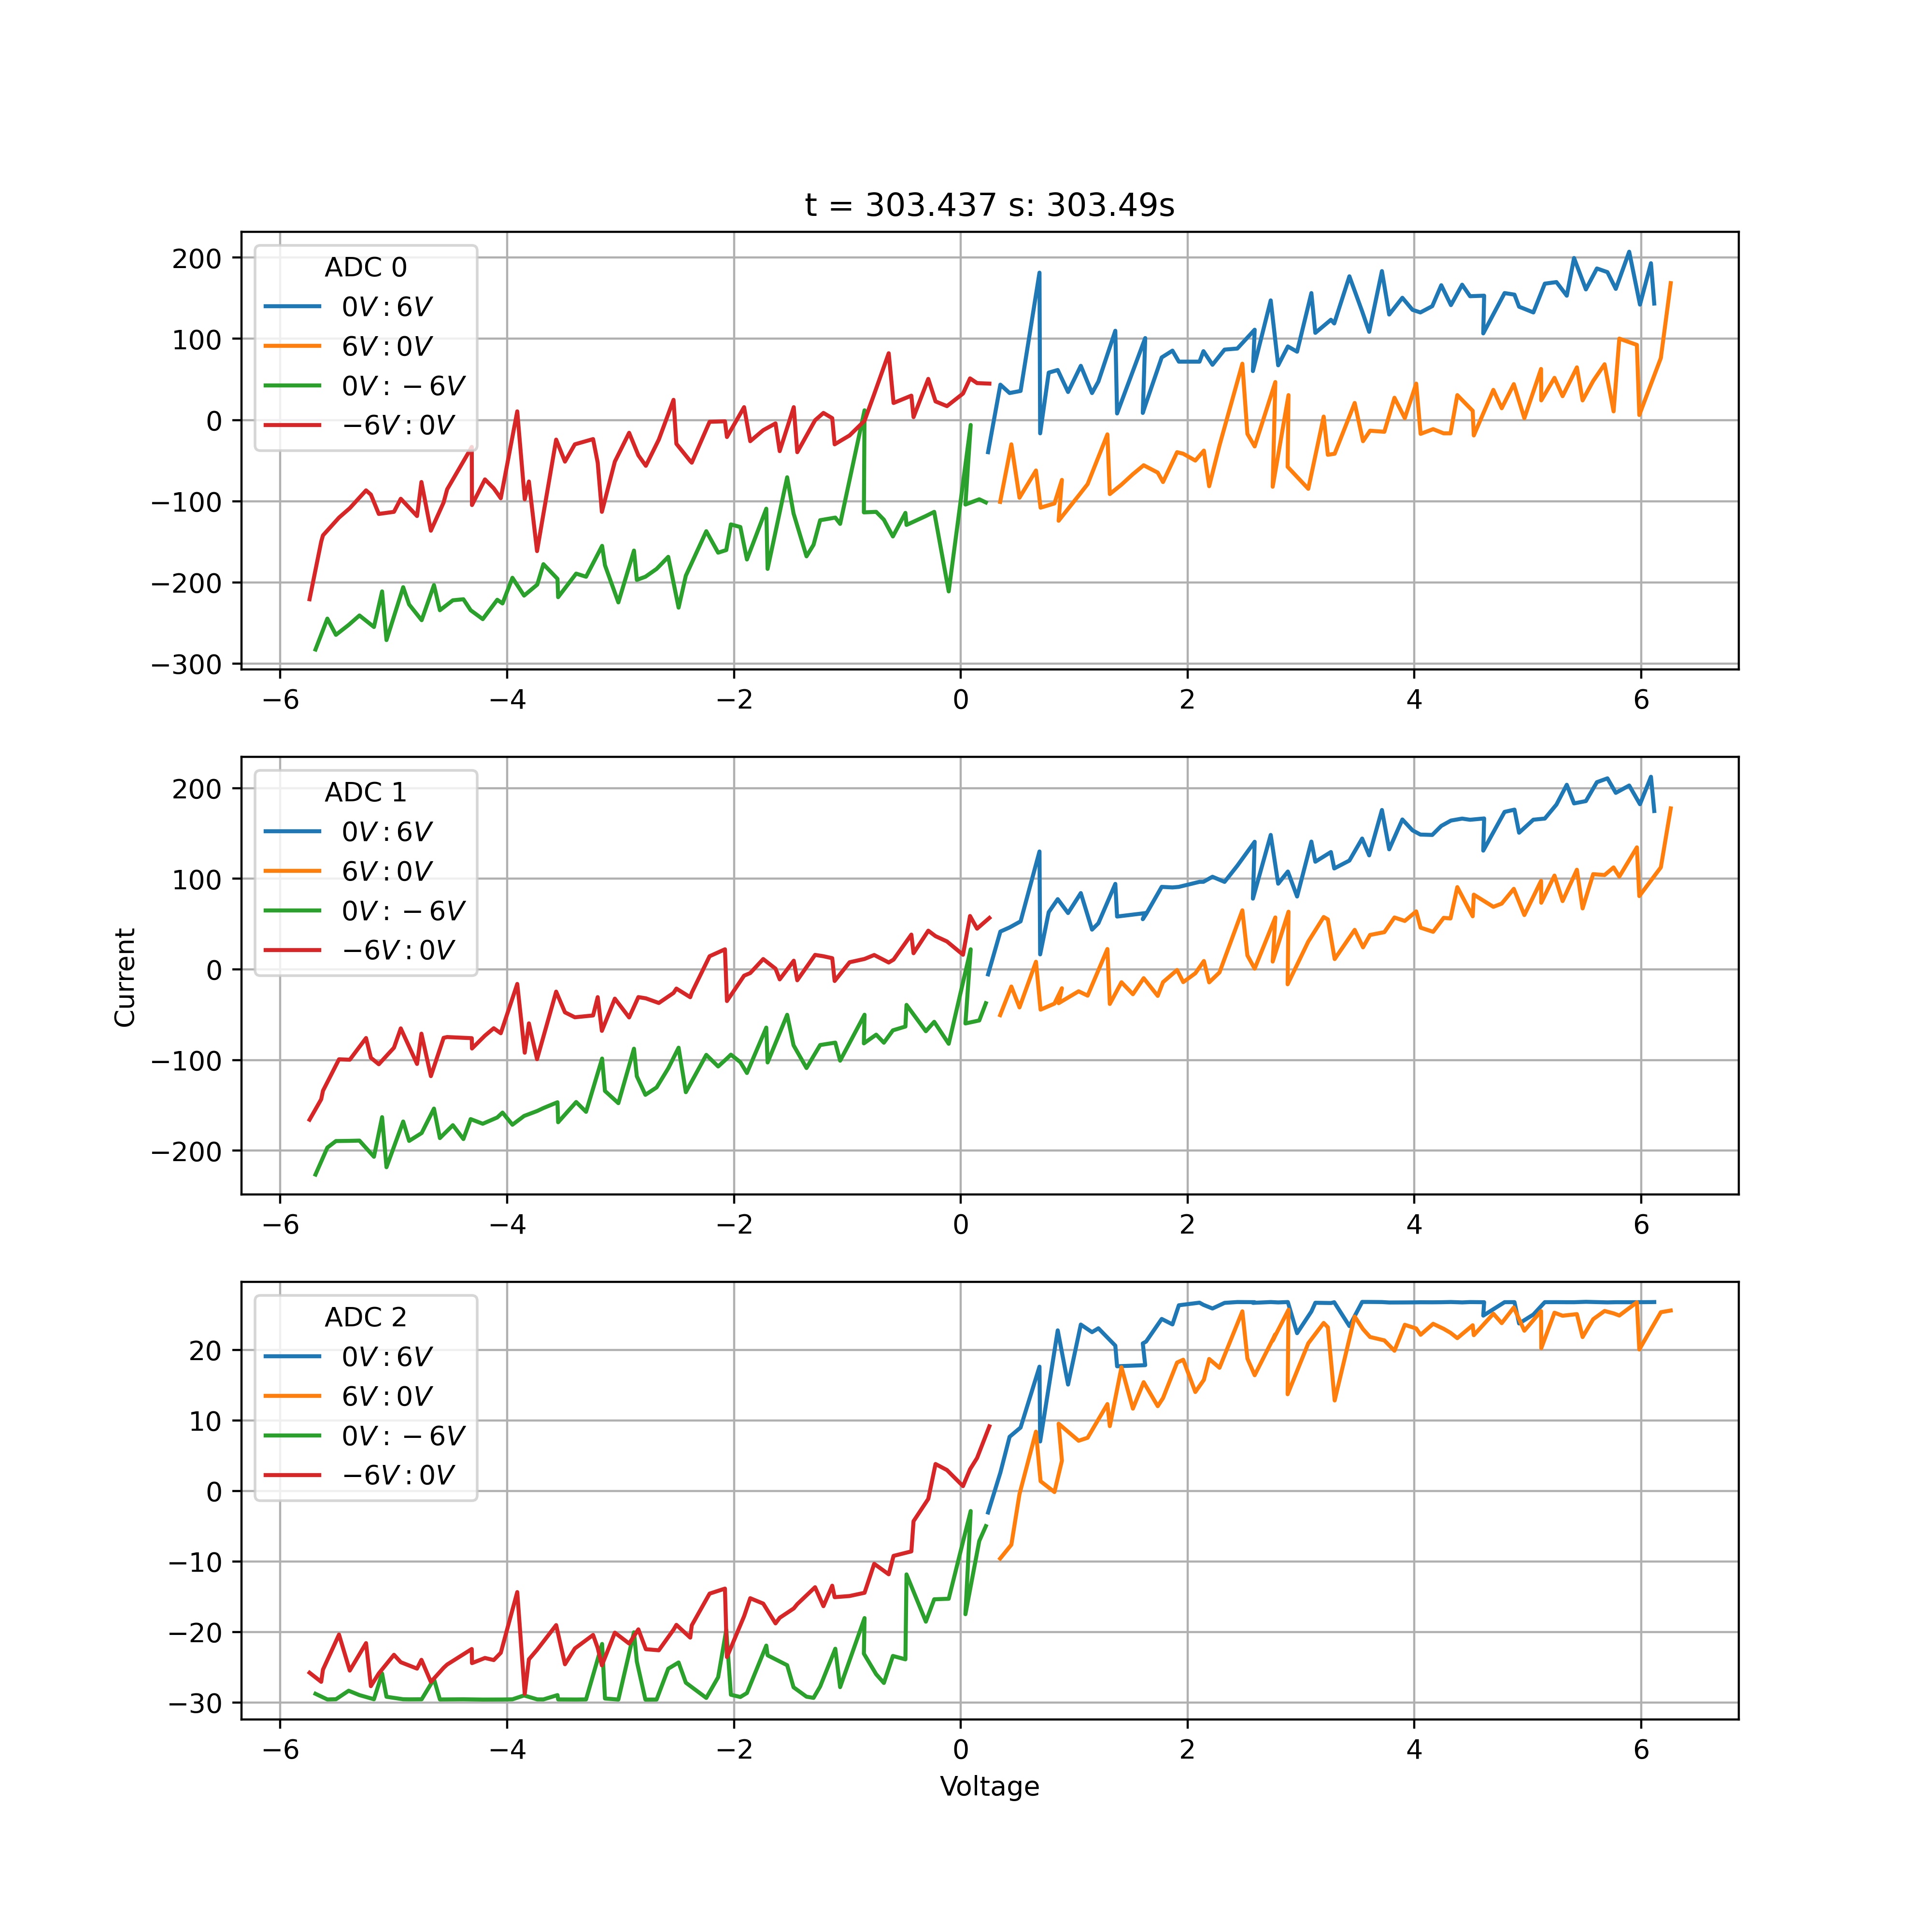 t = 303.437 s: 303.49s
200
100
0
−100
−200
−300
ADC 0
0V : 6V
6V : 0V
0V : − 6V
−6V : 0V
−6 −4 −2 0 2 4 6
Current
200
100
0
−100
−200
ADC 1
0V : 6V
6V : 0V
0V : − 6V
−6V : 0V
−6 −4 −2 0 2 4 6
20
10
0
−10
−20
−30
ADC 2
0V : 6V
6V : 0V
0V : − 6V
−6V : 0V
−6 −4 −2 0 2 4 6
Voltage